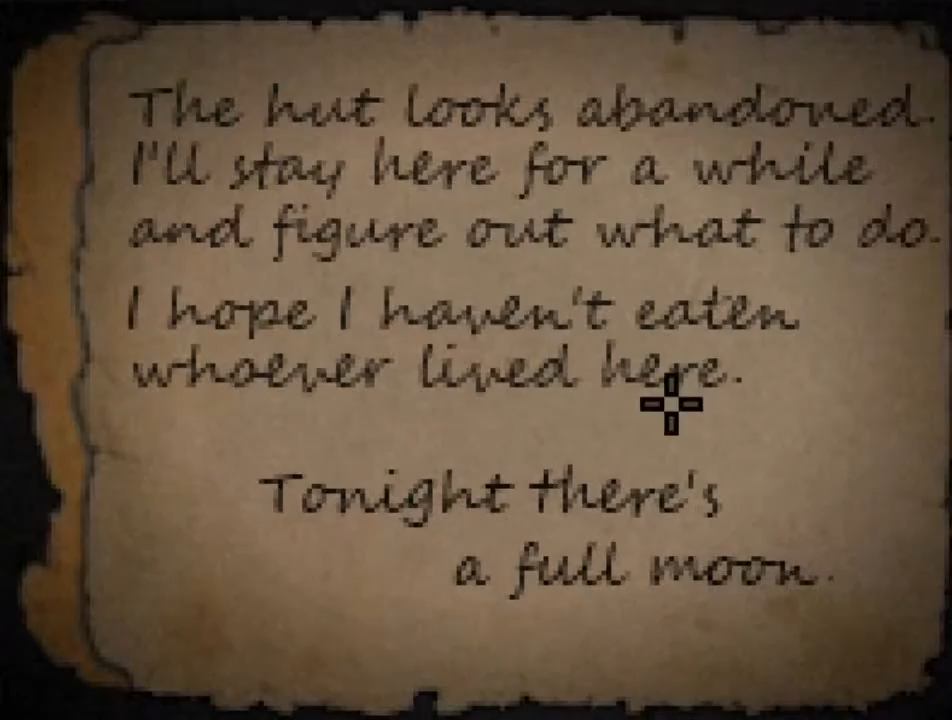 The hut looks abandoned.
I'll stay here for a while
and figure out what to do.
I hope I haven't eaten
whoever lived here.
Tonight there's
a full moon.